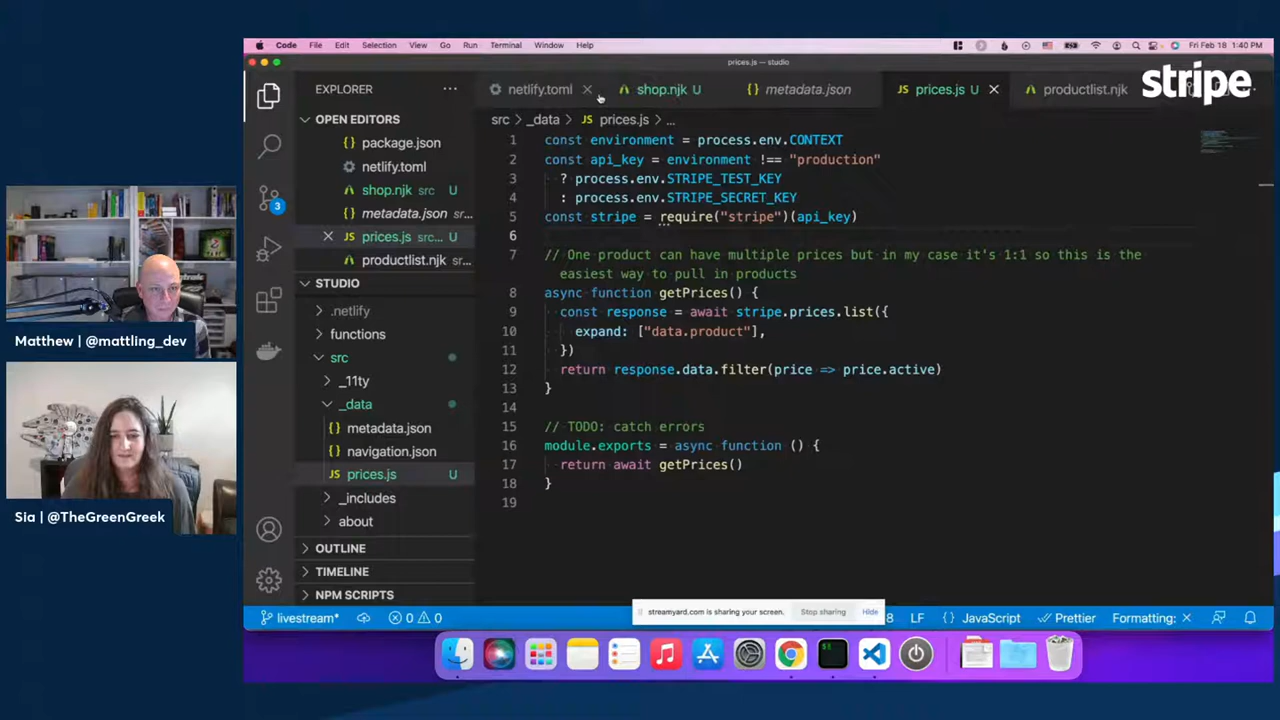 Code File Edit Selection View Go Run Terminal Window Help
Fri Feb 18 1:40 PM
prices.js — studio
stripe
EXPLORER
netlify.toml
shop.njk U
metadata.json
prices.js U
productlist.njk
OPEN EDITORS
package.json
netlify.toml
shop.njk src U
metadata.json sr...
prices.js src... U
productlist.njk sr...
STUDIO
.netlify
functions
src
_11ty
_data
metadata.json
navigation.json
prices.js U
_includes
about
OUTLINE
TIMELINE
NPM SCRIPTS
3
src > _data > JS prices.js > ...
1 const environment = process.env.CONTEXT
2 const api_key = environment !== "production"
3 ? process.env.STRIPE_TEST_KEY
4 : process.env.STRIPE_SECRET_KEY
5 const stripe = require("stripe")(api_key)
6
7 // One product can have multiple prices but in my case it's 1:1 so this is the
easiest way to pull in products
8 async function getPrices() {
9 const response = await stripe.prices.list({
10 expand: ["data.product"],
11 })
12 return response.data.filter(price => price.active)
13 }
14
15 // TODO: catch errors
16 module.exports = async function () {
17 return await getPrices()
18 }
19
Matthew | @mattling_dev
Sia | @TheGreenGreek
streamyard.com is sharing your screen. Stop sharing Hide
livestream* 0 0 8 LF {} JavaScript Prettier Formatting: ×